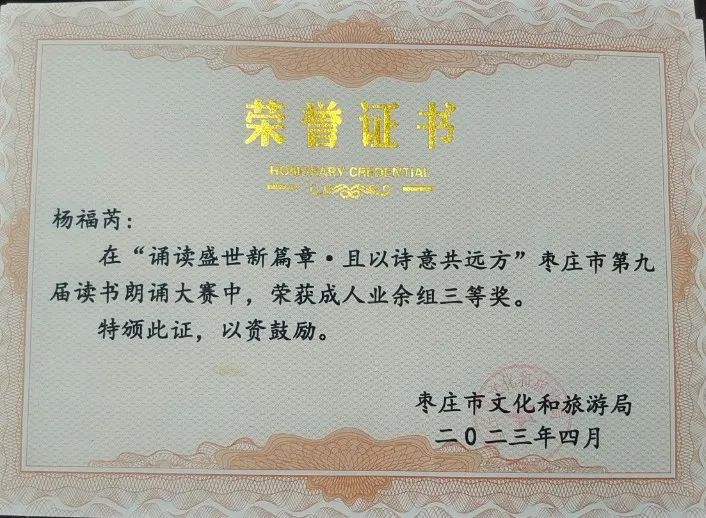 荣誉证书
HONORARY CREDENTIAL
杨福芮：
在“诵读盛世新篇章·且以诗意共远方”枣庄市第九
届读书朗诵大赛中，荣获成人业余组三等奖。
特颁此证，以资鼓励。
枣庄市文化和旅游局
二〇二三年四月